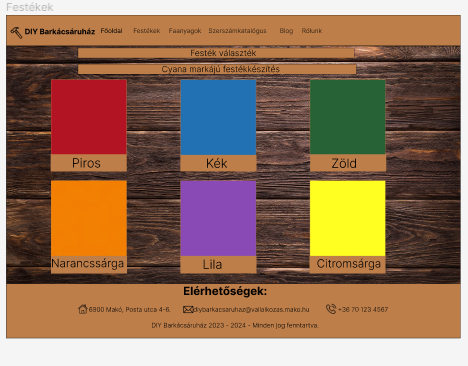 Festékek
DIY Barkácsáruház Főoldal Festékek Faanyagok Szerszámkatalógus Blog Rólunk
Festék választék
Cyana markájú festékkészítés
Piros Kék Zöld
Narancssárga Lila Citromsárga
Elérhetőségek:
6900 Makó, Posta utca 4-6. diybarkacsaruhaz@vallalkozas.mako.hu +36 70 123 4567
DIY Barkácsáruház 2023 - 2024 - Minden jog fenntartva.